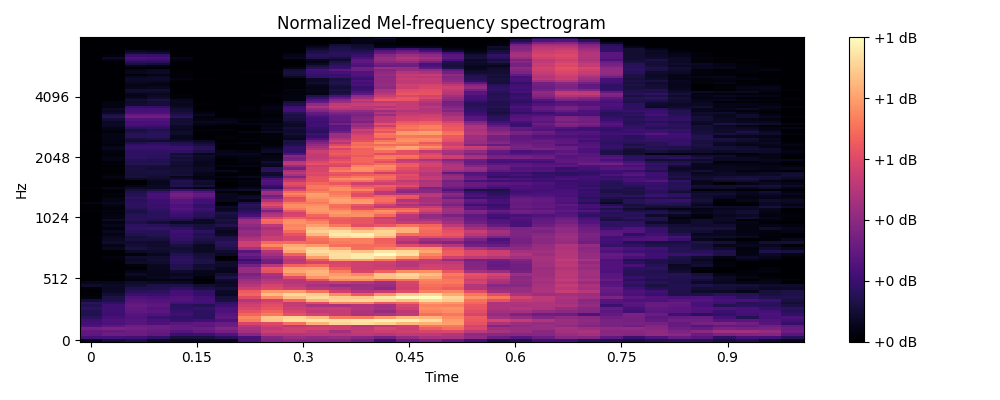 Normalized Mel-frequency spectrogram
+1 dB
4096
+1 dB
2048
+1 dB
Hz
1024
+0 dB
512
+0 dB
0
+0 dB
0 0.15 0.3 0.45 0.6 0.75 0.9
Time